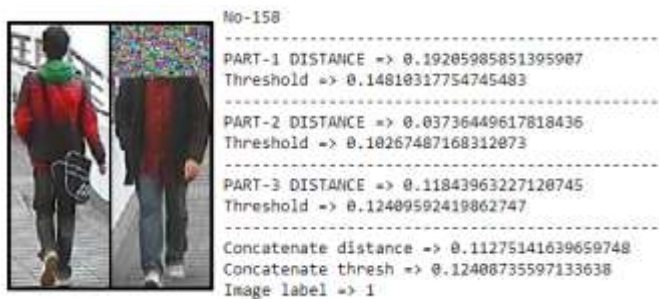 No-158
--------------------------------------------------
PART-1 DISTANCE => 0.19205985851395907
Threshold => 0.14810317754745483
--------------------------------------------------
PART-2 DISTANCE => 0.03736449617818436
Threshold => 0.10267487168312073
--------------------------------------------------
PART-3 DISTANCE => 0.11843963227120745
Threshold => 0.12409592419862747
--------------------------------------------------
Concatenate distance => 0.11275141639659748
Concatenate thresh => 0.12408735597133638
Image label => 1